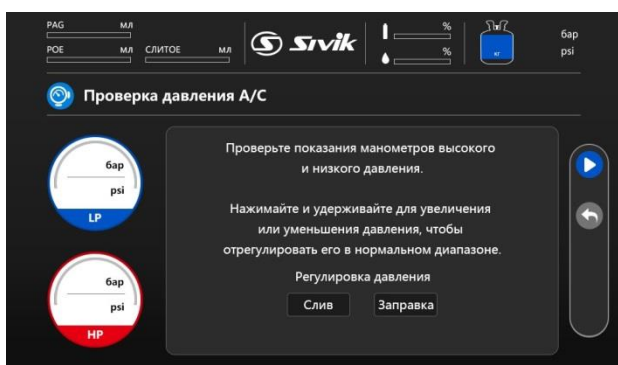 PAG мл
POE мл СЛИТОЕ мл
Sivik
%
%
кг
бар
psi
Проверка давления А/С
бар
psi
LP
Проверьте показания манометров высокого
и низкого давления.
Нажимайте и удерживайте для увеличения
или уменьшения давления, чтобы
отрегулировать его в нормальном диапазоне.
Регулировка давления
Слив Заправка
бар
psi
HP